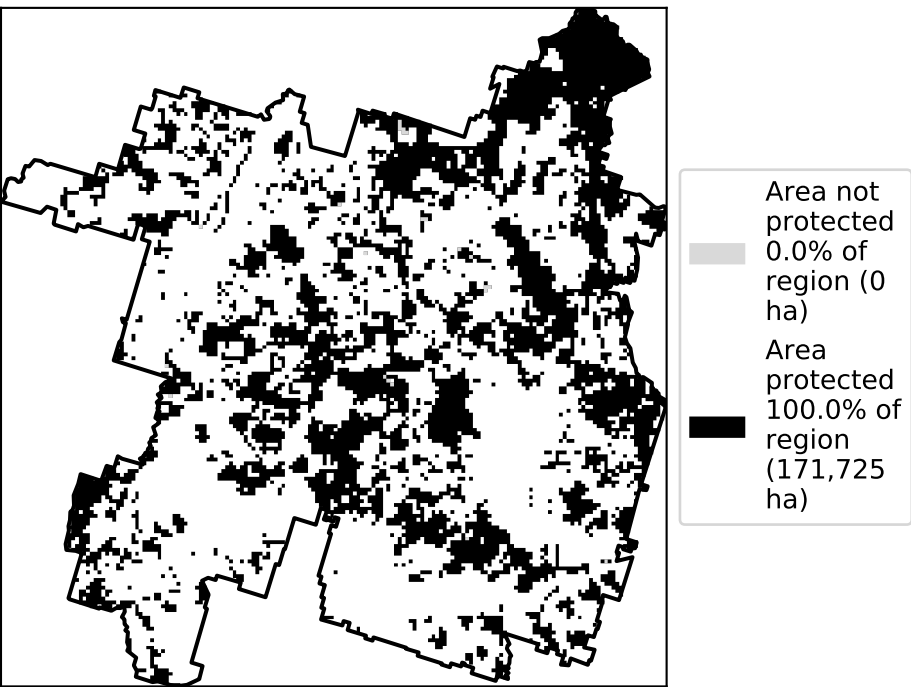 Area not
protected
0.0% of
region (0
ha)
Area
protected
100.0% of
region
(171,725
ha)